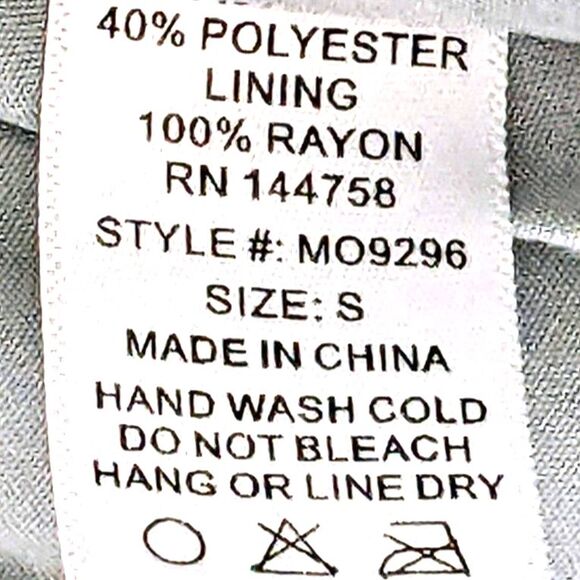 40% POLYESTER
LINING
100% RAYON
RN 144758
STYLE #: MO9296
SIZE: S
MADE IN CHINA
HAND WASH COLD
DO NOT BLEACH
HANG OR LINE DRY